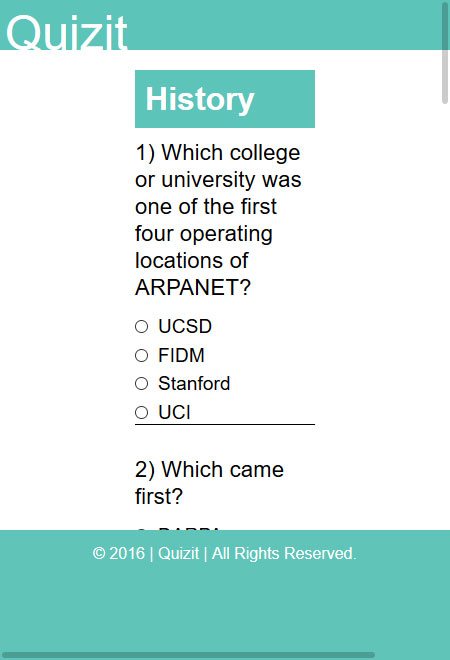 Quizit
History
1) Which college
or university was
one of the first
four operating
locations of
ARPANET?
UCSD
FIDM
Stanford
UCI
2) Which came
first?
© 2016 | Quizit | All Rights Reserved.